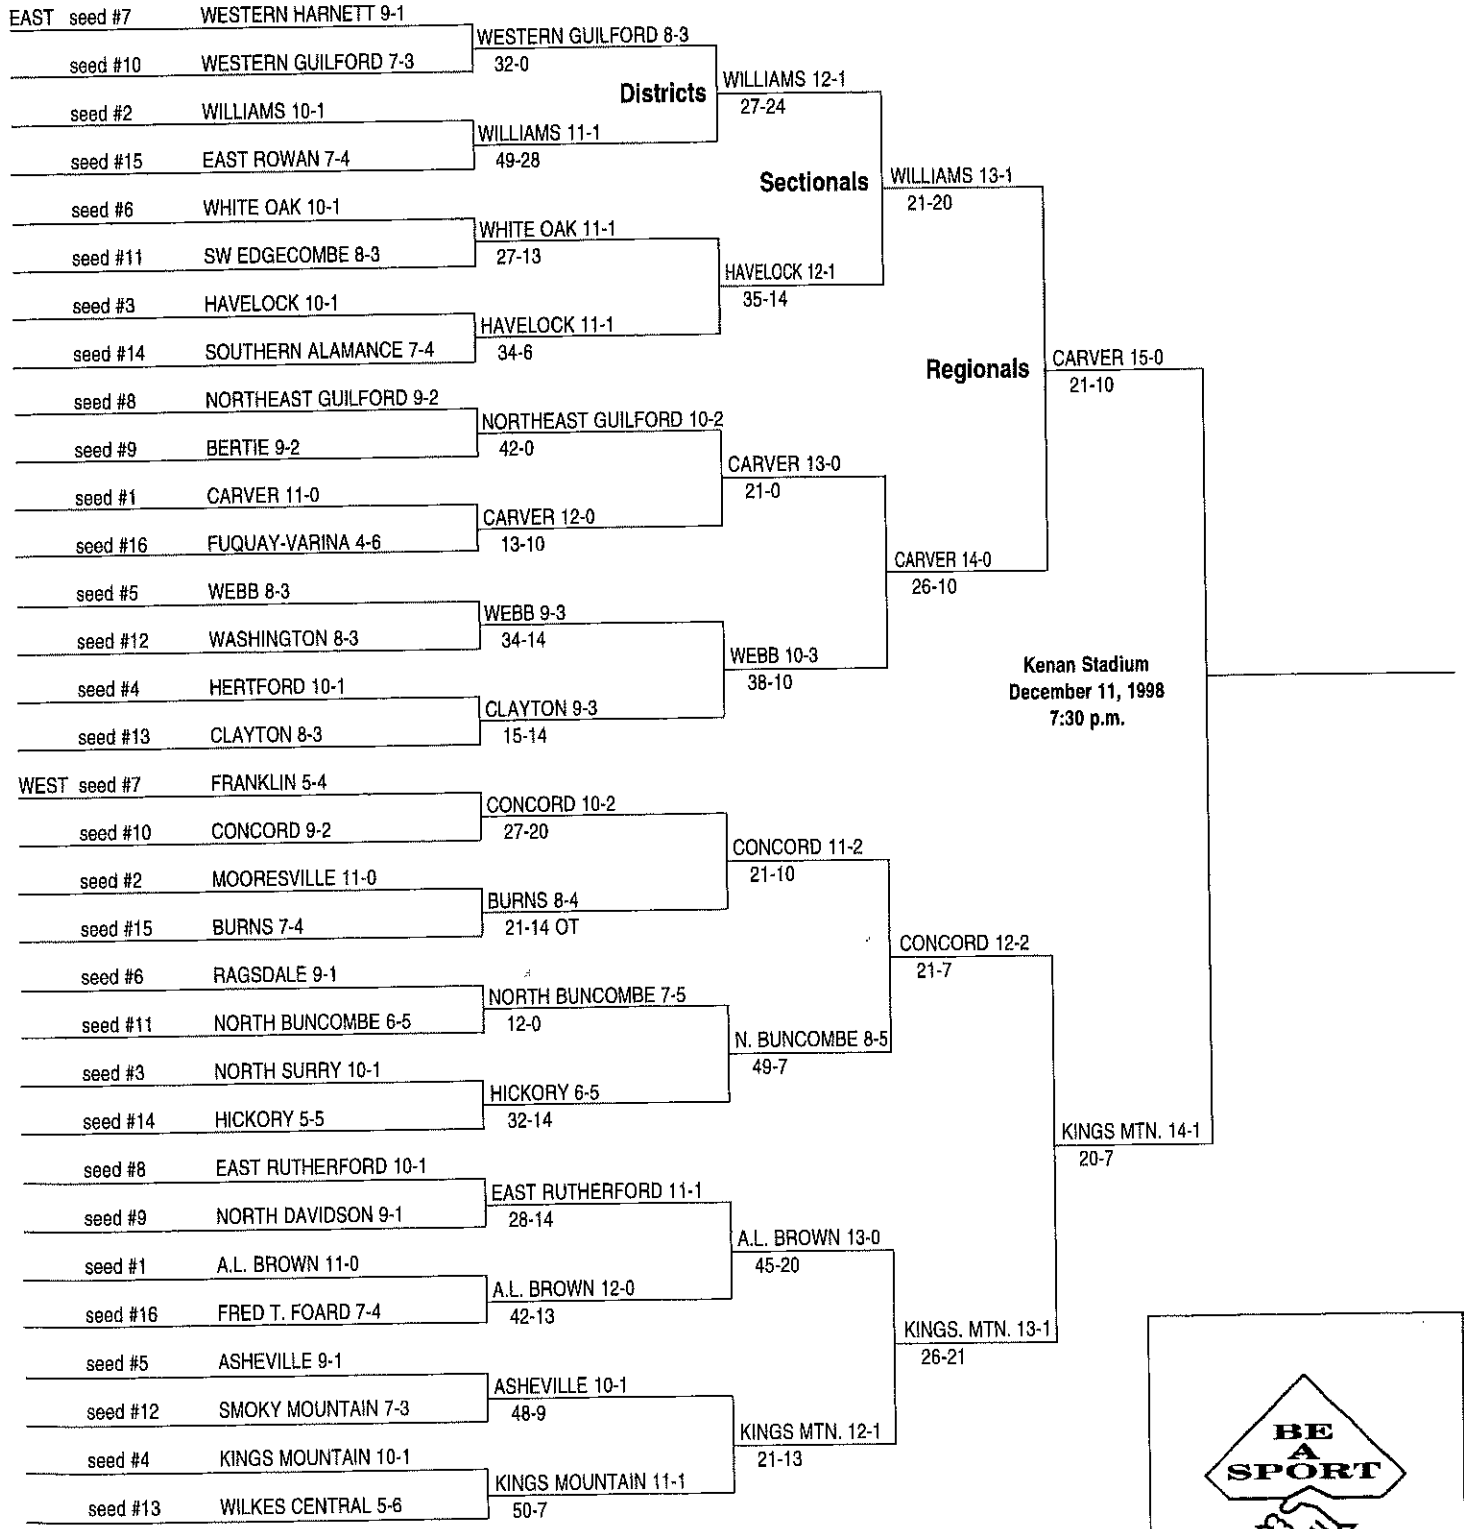 EAST seed #7 WESTERN HARNETT 9-1
WESTERN GUILFORD 8-3
seed #10 WESTERN GUILFORD 7-3
32-0
Districts
WILLIAMS 12-1
27-24
seed #2 WILLIAMS 10-1
WILLIAMS 11-1
seed #15 EAST ROWAN 7-4
49-28
Sectionals
WILLIAMS 13-1
21-20
seed #6 WHITE OAK 10-1
WHITE OAK 11-1
seed #11 SW EDGECOMBE 8-3
27-13
HAVELOCK 12-1
35-14
seed #3 HAVELOCK 10-1
HAVELOCK 11-1
seed #14 SOUTHERN ALAMANCE 7-4
34-6
Regionals
CARVER 15-0
21-10
seed #8 NORTHEAST GUILFORD 9-2
NORTHEAST GUILFORD 10-2
seed #9 BERTIE 9-2
42-0
CARVER 13-0
21-0
seed #1 CARVER 11-0
CARVER 12-0
seed #16 FUQUAY-VARINA 4-6
13-10
CARVER 14-0
26-10
seed #5 WEBB 8-3
WEBB 9-3
seed #12 WASHINGTON 8-3
34-14
WEBB 10-3
38-10
Kenan Stadium
December 11, 1998
7:30 p.m.
seed #4 HERTFORD 10-1
CLAYTON 9-3
seed #13 CLAYTON 8-3
15-14
WEST seed #7 FRANKLIN 5-4
CONCORD 10-2
seed #10 CONCORD 9-2
27-20
CONCORD 11-2
21-10
seed #2 MOORESVILLE 11-0
BURNS 8-4
seed #15 BURNS 7-4
21-14 OT
CONCORD 12-2
21-7
seed #6 RAGSDALE 9-1
NORTH BUNCOMBE 7-5
seed #11 NORTH BUNCOMBE 6-5
12-0
N. BUNCOMBE 8-5
49-7
seed #3 NORTH SURRY 10-1
HICKORY 6-5
seed #14 HICKORY 5-5
32-14
KINGS MTN. 14-1
20-7
seed #8 EAST RUTHERFORD 10-1
EAST RUTHERFORD 11-1
seed #9 NORTH DAVIDSON 9-1
28-14
A.L. BROWN 13-0
45-20
seed #1 A.L. BROWN 11-0
A.L. BROWN 12-0
seed #16 FRED T. FOARD 7-4
42-13
KINGS. MTN. 13-1
26-21
seed #5 ASHEVILLE 9-1
ASHEVILLE 10-1
seed #12 SMOKY MOUNTAIN 7-3
48-9
KINGS MTN. 12-1
21-13
seed #4 KINGS MOUNTAIN 10-1
KINGS MOUNTAIN 11-1
seed #13 WILKES CENTRAL 5-6
50-7
BE
A
SPORT